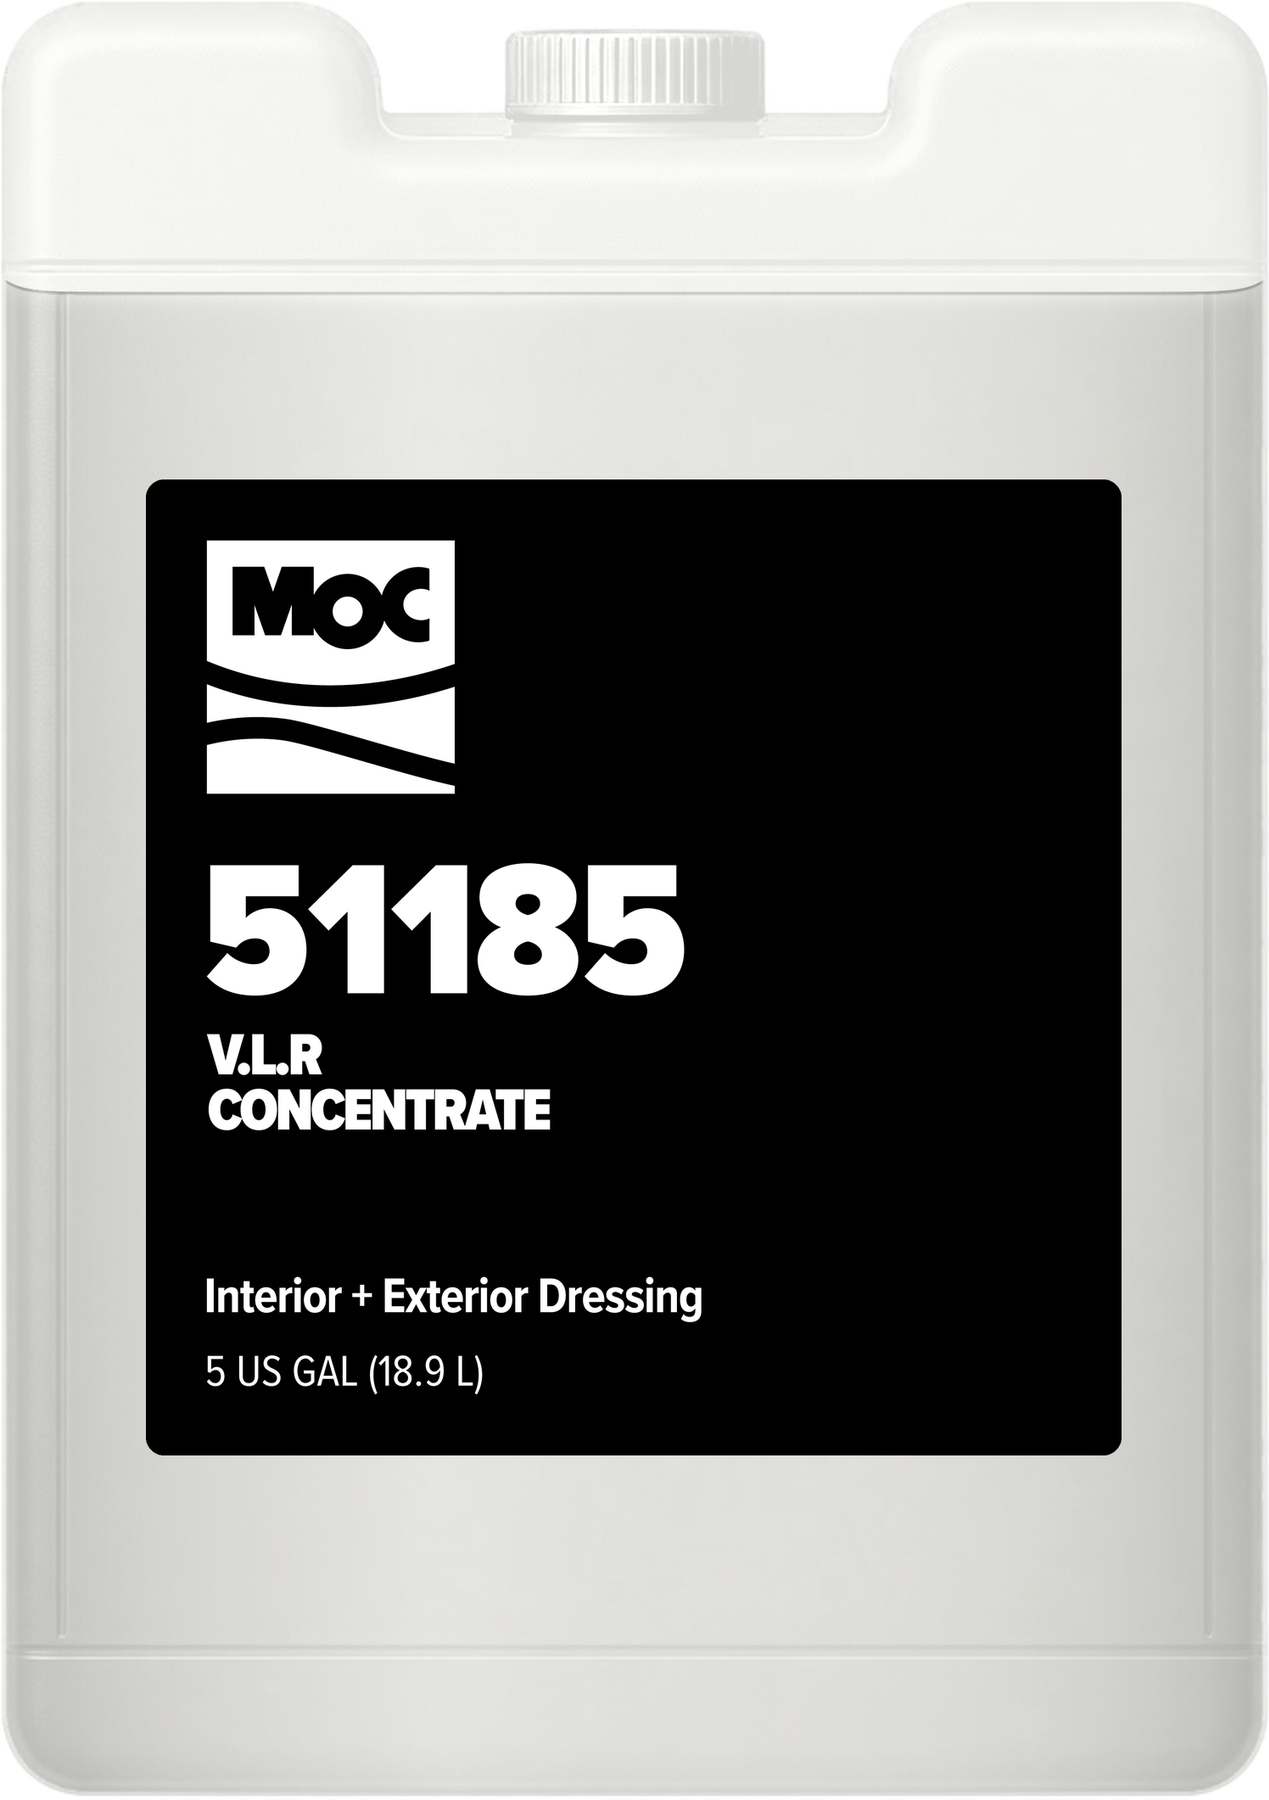 MOC
51185
V.L.R
CONCENTRATE
Interior + Exterior Dressing
5 US GAL (18.9 L)